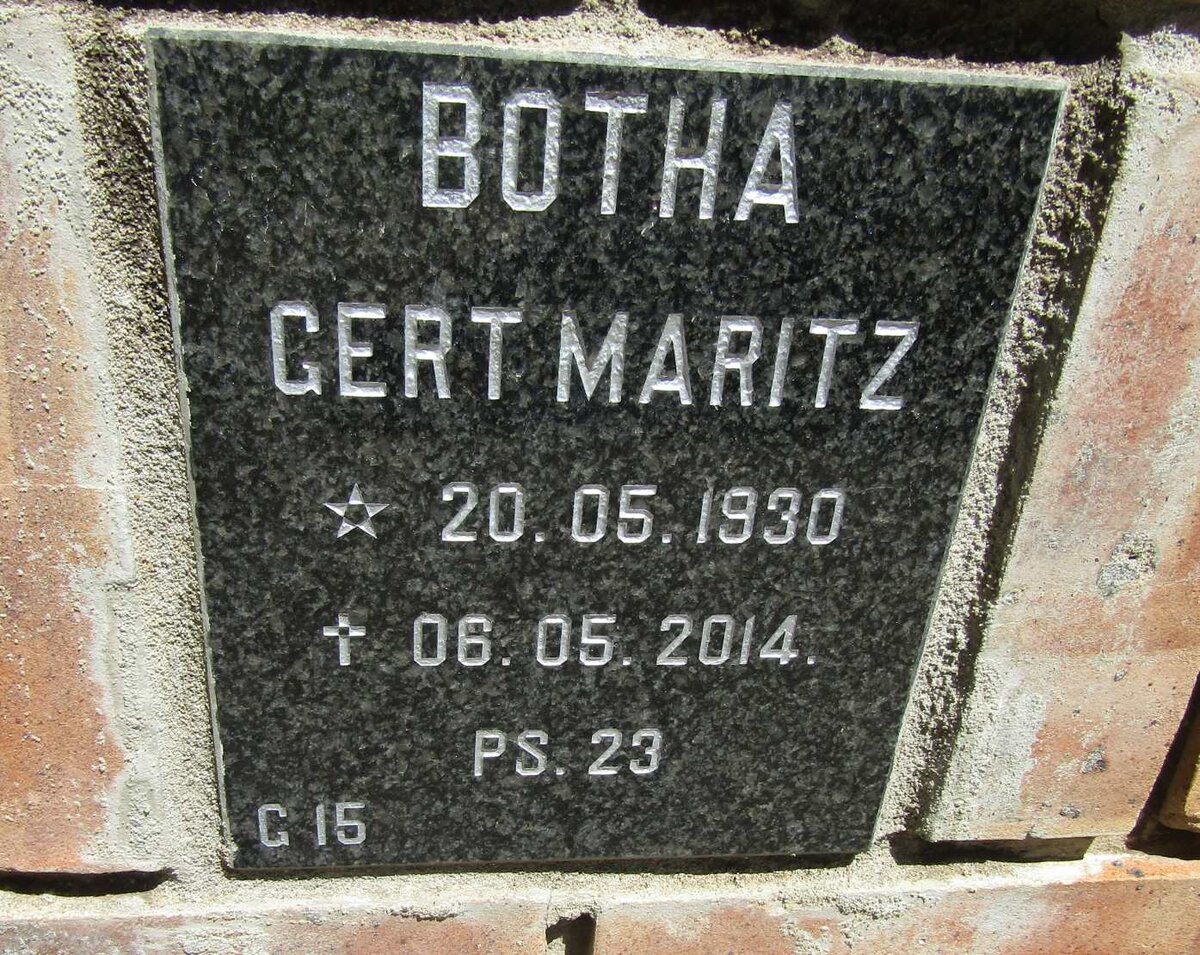 BOTHA
GERT MARITZ
☆ 20.05.1930
✝ 06.05.2014.
PS. 23
G 15